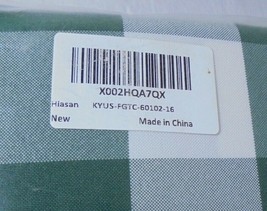 X002HQA7QX
Hiasan KYUS-FGTC-60102-16
New Made in China